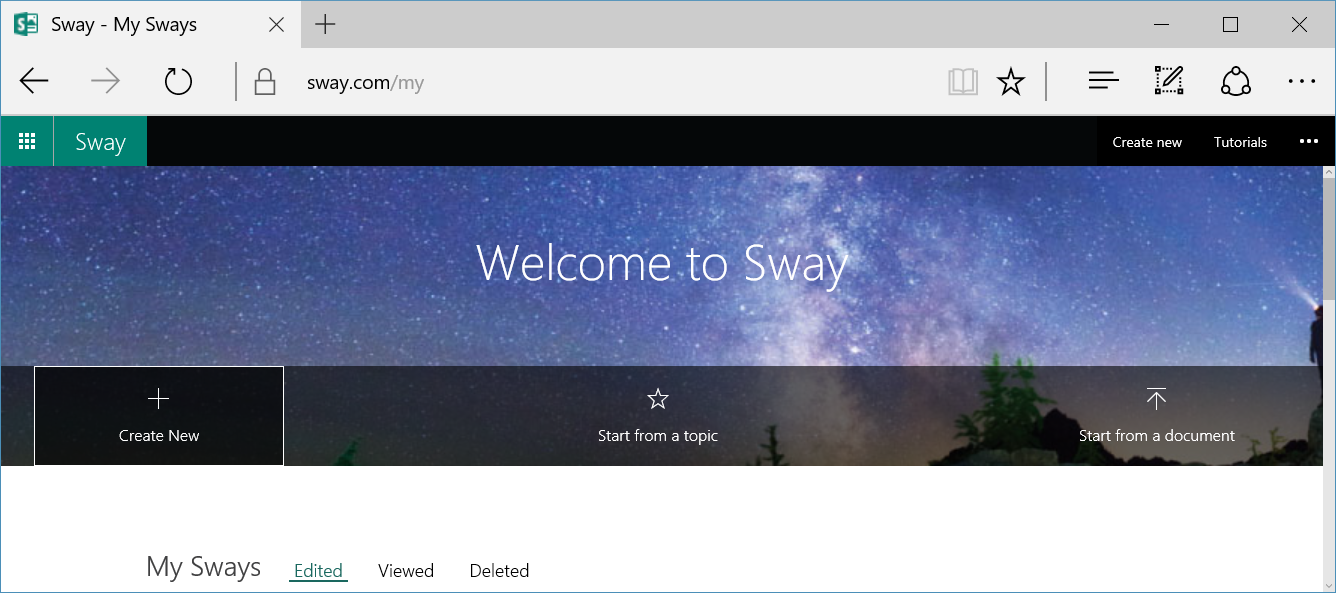 Sway - My Sways
sway.com/my
Sway
Create new
Tutorials
Welcome to Sway
Create New
Start from a topic
Start from a document
My Sways
Edited
Viewed
Deleted